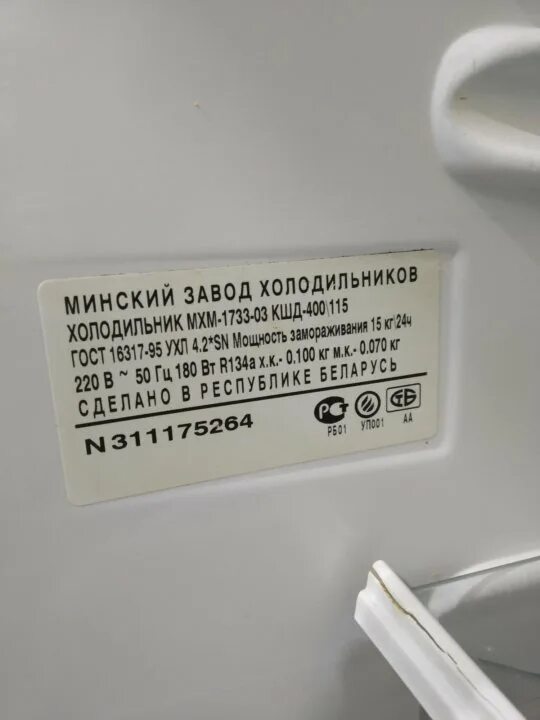 МИНСКИЙ ЗАВОД ХОЛОДИЛЬНИКОВ
ХОЛОДИЛЬНИК МХМ-1733-03 КШД-400\115
ГОСТ 16317-95 УХЛ 4.2*SN Мощность замораживания 15 кг\24ч
220 В ~ 50 Гц 180 Вт R134a х.к.- 0.100 кг м.к.- 0.070 кг
СДЕЛАНО В РЕСПУБЛИКЕ БЕЛАРУСЬ
N 311175264
РБ01 УП001 АА